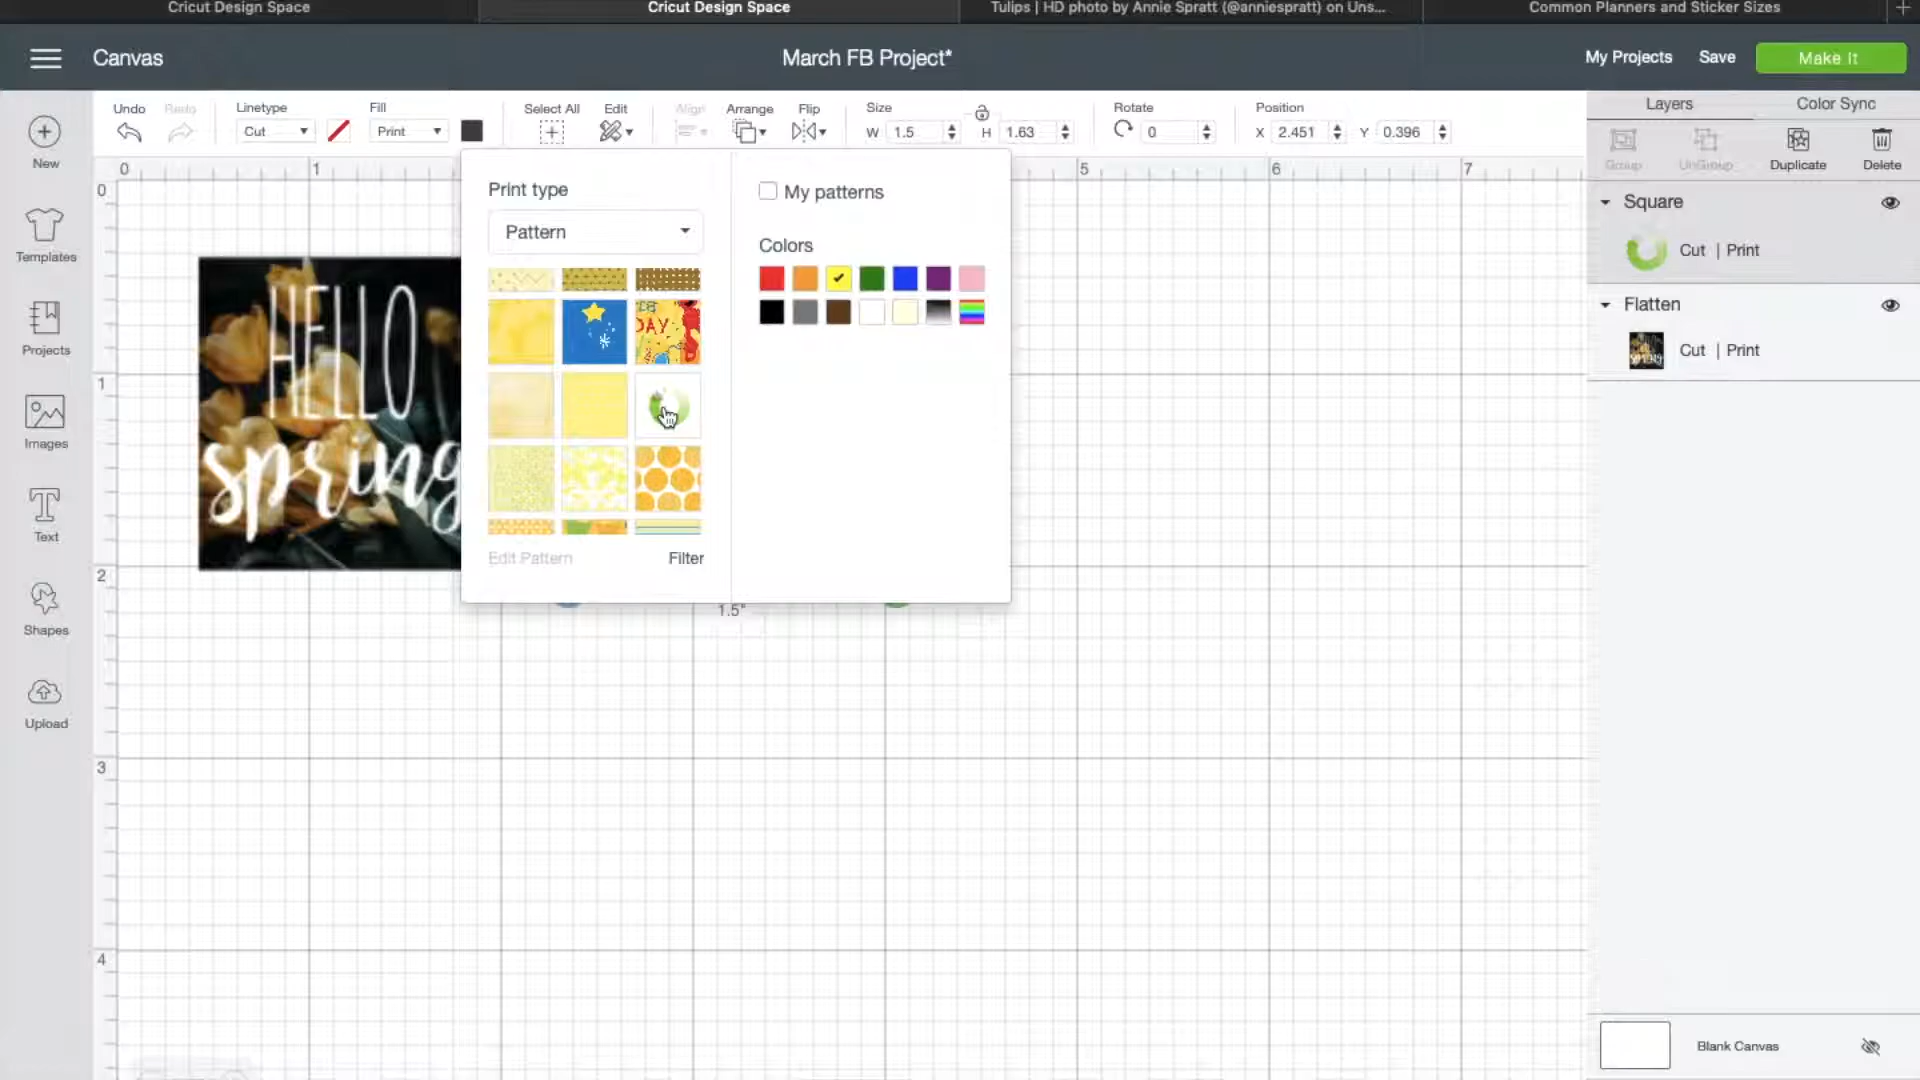 Cricut Design Space
Cricut Design Space
Tulips | HD photo by Annie Spratt (@anniespratt) on Uns...
Common Planners and Sticker Sizes
Canvas
March FB Project*
My Projects
Save
Make It
Undo
Redo
Linetype
Cut
Fill
Print
Select All
Edit
Align
Arrange
Flip
Size
W 1.5
H 1.63
Rotate
0
Position
X 2.451
Y 0.396
Layers
Color Sync
Group
UnGroup
Duplicate
Delete
New
Templates
Projects
Images
Text
Shapes
Upload
0 1 5 6 7
0
1
2
3
4
HELLO
spring
Print type
Pattern
DAY
Edit Pattern
Filter
My patterns
Colors
1.5"
Square
Cut | Print
Flatten
Cut | Print
Blank Canvas